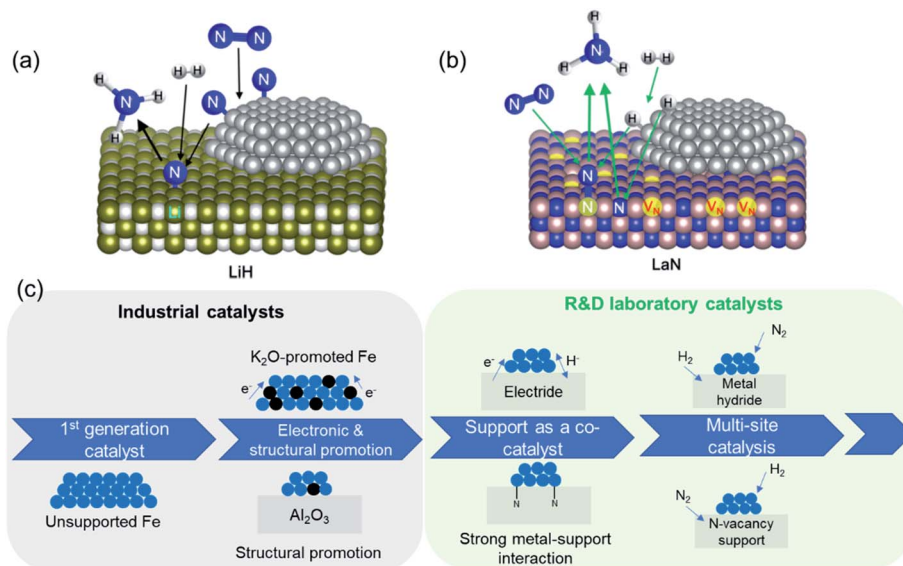 (a)
N
N
H
H
N
N
N
H
H
H
N
Li
LiH
(b)
N
H
H
H
H
H
N
N
H
H
N
N
N
V_N
V_N
V_N
LaN
(c)
Industrial catalysts
K₂O-promoted Fe
e⁻
e⁻
1st generation
catalyst
Electronic &
structural promotion
Unsupported Fe
Al₂O₃
Structural promotion
R&D laboratory catalysts
e⁻
H⁻
Electride
N₂
H₂
Metal
hydride
Support as a co-
catalyst
Multi-site
catalysis
N
N
Strong metal-support
interaction
H₂
N₂
N-vacancy
support